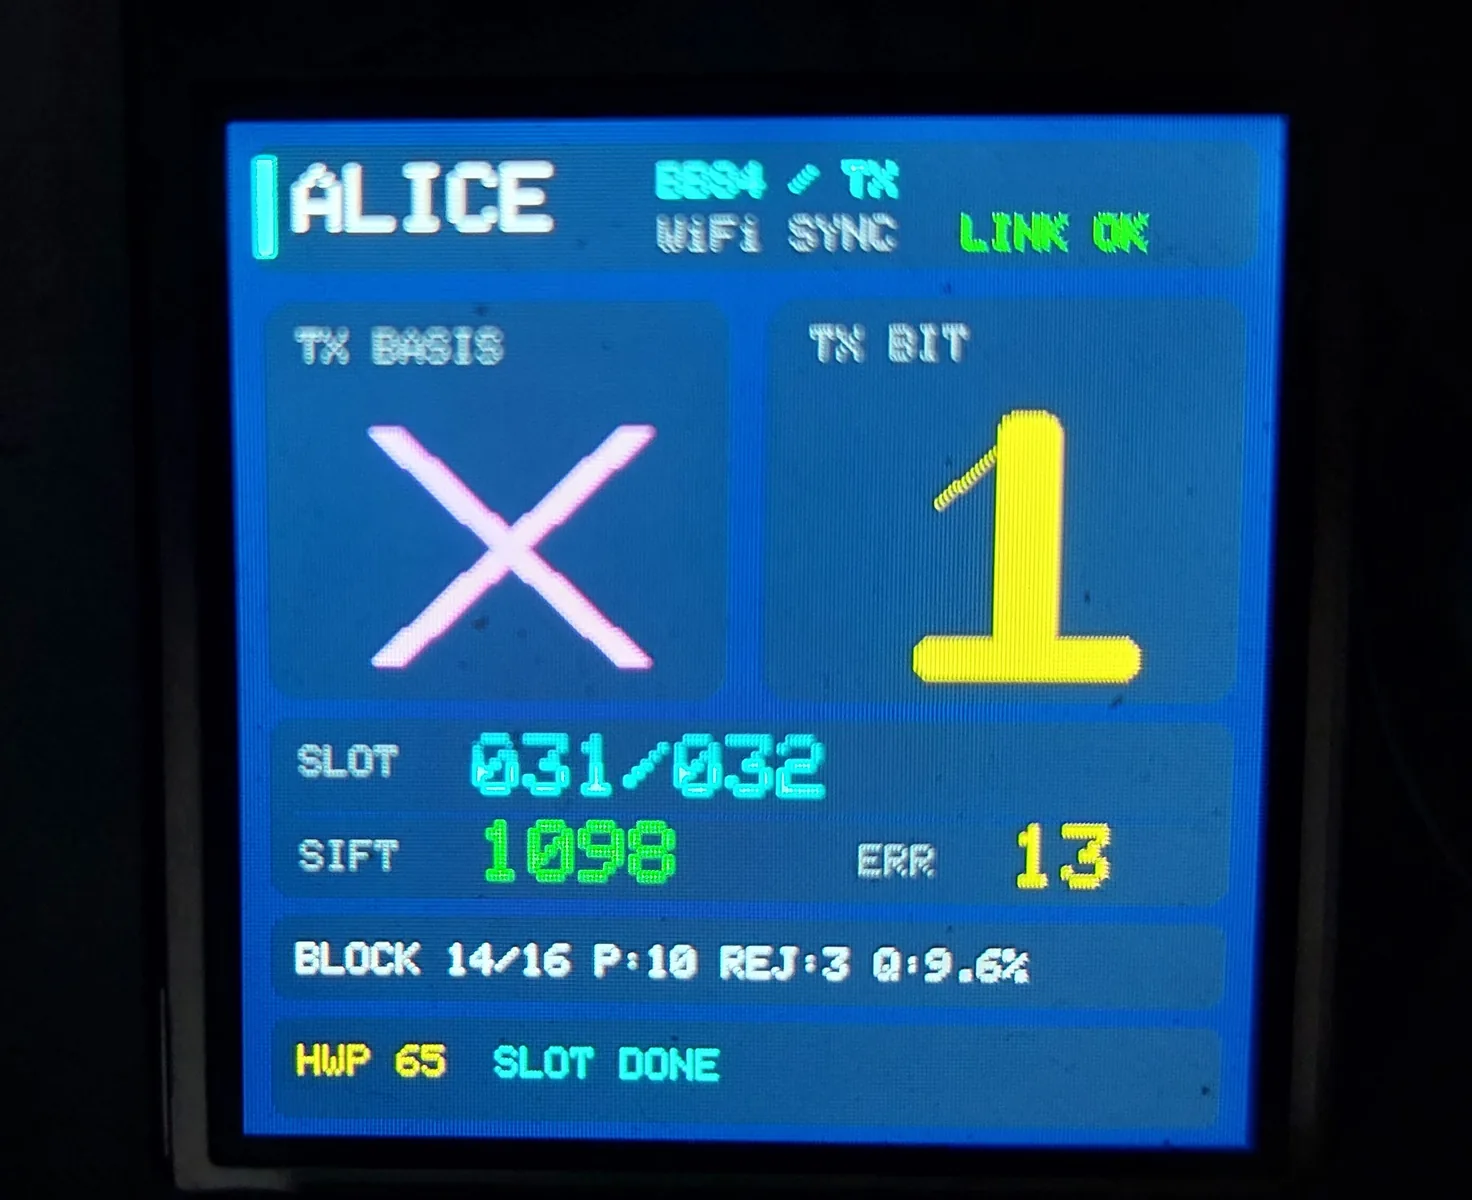 ALICE
BB84 / TX
WiFi SYNC LINK OK
TX BASIS
TX BIT
X
1
SLOT 031/032
SIFT 1098 ERR 13
BLOCK 14/16 P:10 REJ:3 Q:9.6%
HWP 65 SLOT DONE